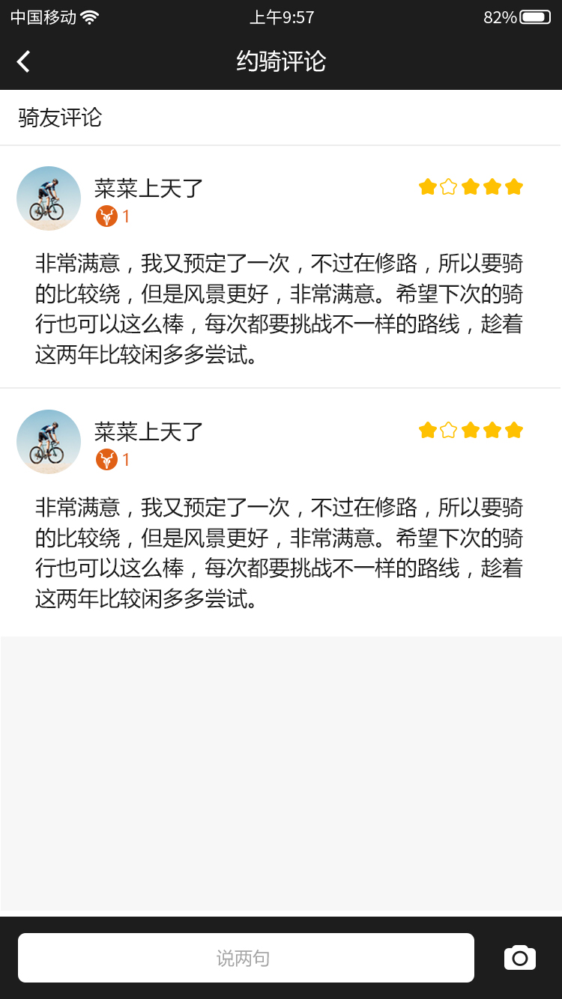 中国移动
上午9:57
82%
约骑评论
骑友评论
菜菜上天了
1
非常满意，我又预定了一次，不过在修路，所以要骑
的比较绕，但是风景更好，非常满意。希望下次的骑
行也可以这么棒，每次都要挑战不一样的路线，趁着
这两年比较闲多多尝试。
菜菜上天了
1
非常满意，我又预定了一次，不过在修路，所以要骑
的比较绕，但是风景更好，非常满意。希望下次的骑
行也可以这么棒，每次都要挑战不一样的路线，趁着
这两年比较闲多多尝试。
说两句